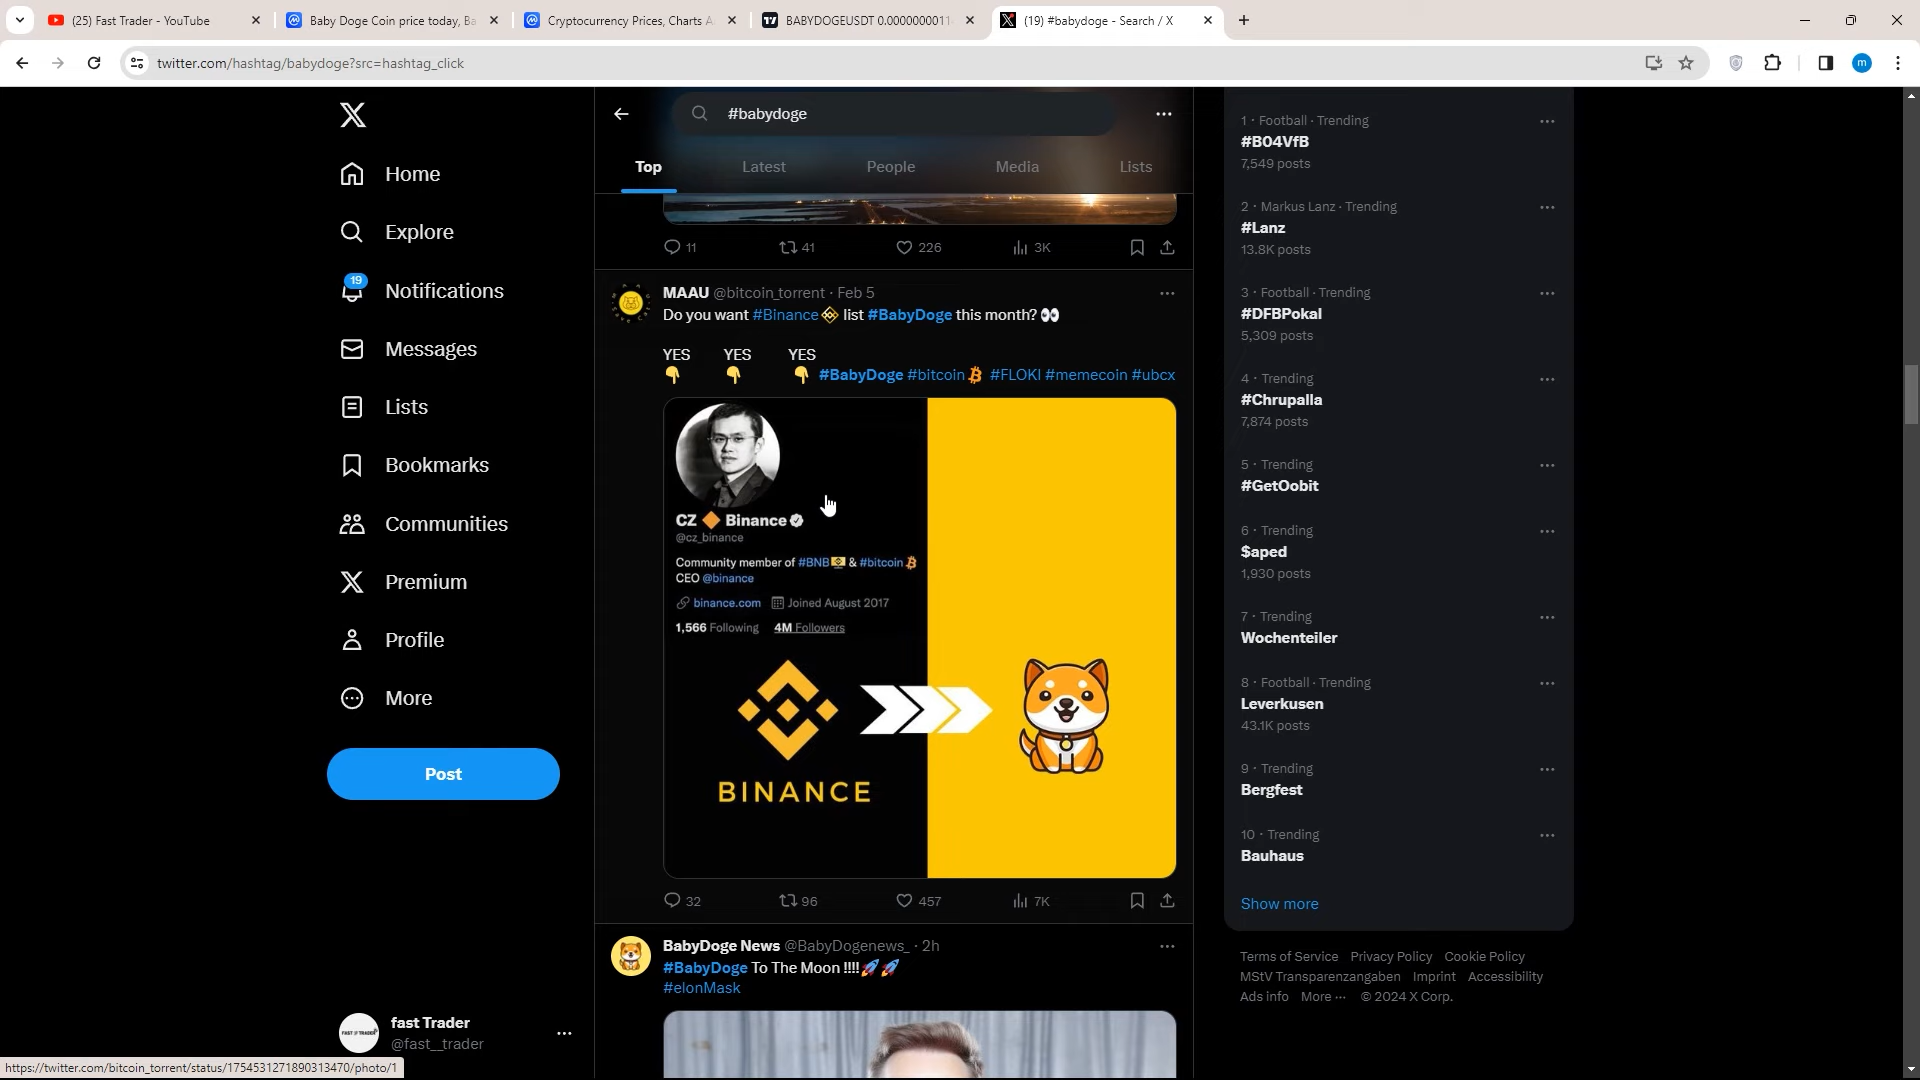 (25) Fast Trader - YouTube
Baby Doge Coin price today, Ba
Cryptocurrency Prices, Charts A
BABYDOGEUSDT 0.00000000011
(19) #babydoge - Search / X
twitter.com/hashtag/babydoge?src=hashtag_click
m
Home
Explore
19
Notifications
Messages
Lists
Bookmarks
Communities
Premium
Profile
More
Post
fast Trader
@fast__trader
https://twitter.com/bitcoin_torrent/status/1754531271890313470/photo/1
#babydoge
Top Latest People Media Lists
11 41 226 3K
MAAU @bitcoin_torrent · Feb 5
Do you want #Binance list #BabyDoge this month?
YES YES YES
#BabyDoge #bitcoin #FLOKI #memecoin #ubcx
CZ Binance
@cz_binance
Community member of #BNB & #bitcoin
CEO @binance
binance.com Joined August 2017
1,566 Following 4M Followers
BINANCE
32 96 457 7K
BabyDoge News @BabyDogenews_ · 2h
#BabyDoge To The Moon !!!!
#elonMask
1 · Football · Trending
#B04VfB
7,549 posts
2 · Markus Lanz · Trending
#Lanz
13.8K posts
3 · Football · Trending
#DFBPokal
5,309 posts
4 · Trending
#Chrupalla
7,874 posts
5 · Trending
#GetOobit
6 · Trending
$aped
1,930 posts
7 · Trending
Wochenteiler
8 · Football · Trending
Leverkusen
43.1K posts
9 · Trending
Bergfest
10 · Trending
Bauhaus
Show more
Terms of Service Privacy Policy Cookie Policy
MStV Transparenzangaben Imprint Accessibility
Ads info More ··· © 2024 X Corp.